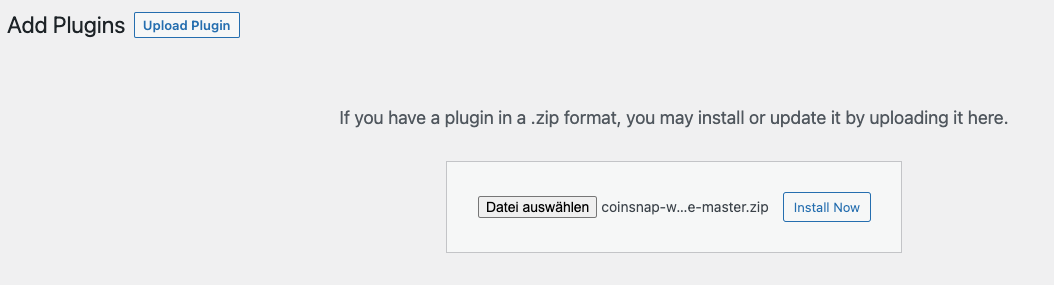 Add Plugins Upload Plugin
If you have a plugin in a .zip format, you may install or update it by uploading it here.
Datei auswählen coinsnap-w...e-master.zip Install Now